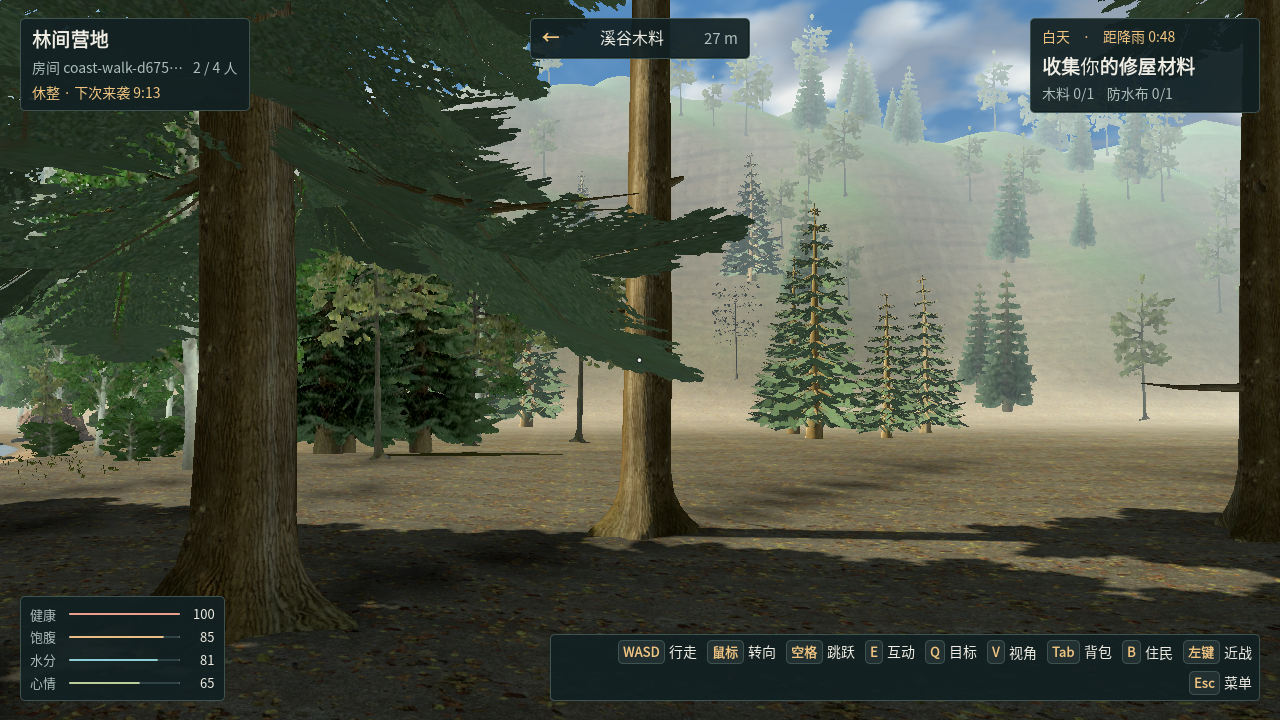 林间营地
房间 coast-walk-d675⋯ 2 / 4 人
休整 · 下次来袭 9:13
← 溪谷木料 27 m
白天 · 距降雨 0:48
收集你的修屋材料
木料 0/1 防水布 0/1
健康 100
饱腹 85
水分 81
心情 65
WASD 行走 鼠标 转向 空格 跳跃 E 互动 Q 目标 V 视角 Tab 背包 B 住民 左键 近战
Esc 菜单